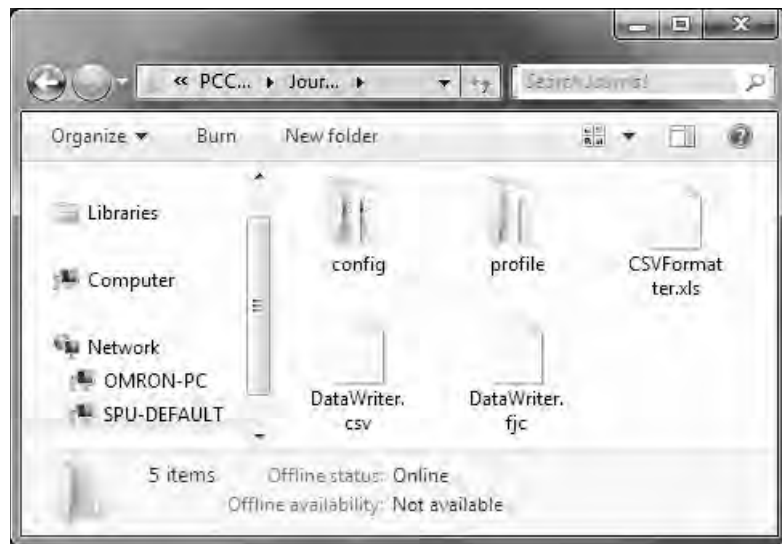 « PCC... ▸ Jour... ▸
Search Journal
Organize ▾ Burn New folder
Libraries
Computer
Network
OMRON-PC
SPU-DEFAULT
config
profile
CSVFormat
ter.xls
DataWriter.
csv
DataWriter.
fjc
5 items
Offline status: Online
Offline availability: Not available